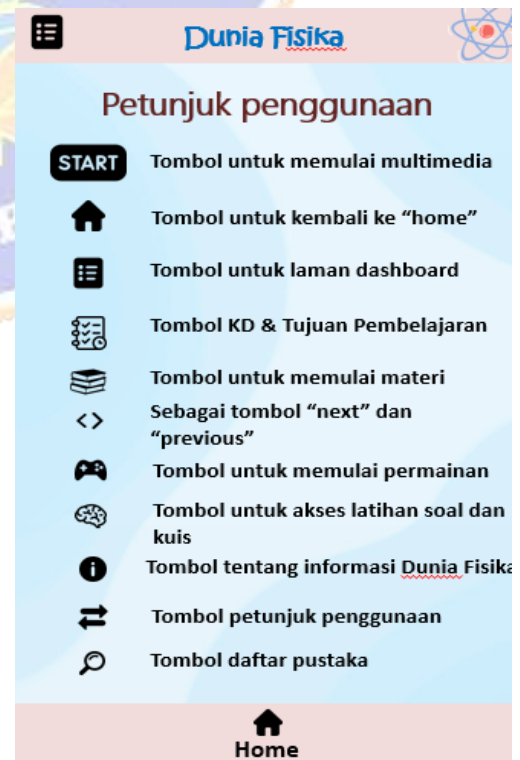 Dunia Fisika
Petunjuk penggunaan
START Tombol untuk memulai multimedia
Tombol untuk kembali ke “home”
Tombol untuk laman dashboard
Tombol KD & Tujuan Pembelajaran
Tombol untuk memulai materi
Sebagai tombol “next” dan
“previous”
Tombol untuk memulai permainan
Tombol untuk akses latihan soal dan
kuis
Tombol tentang informasi Dunia Fisika
Tombol petunjuk penggunaan
Tombol daftar pustaka
Home